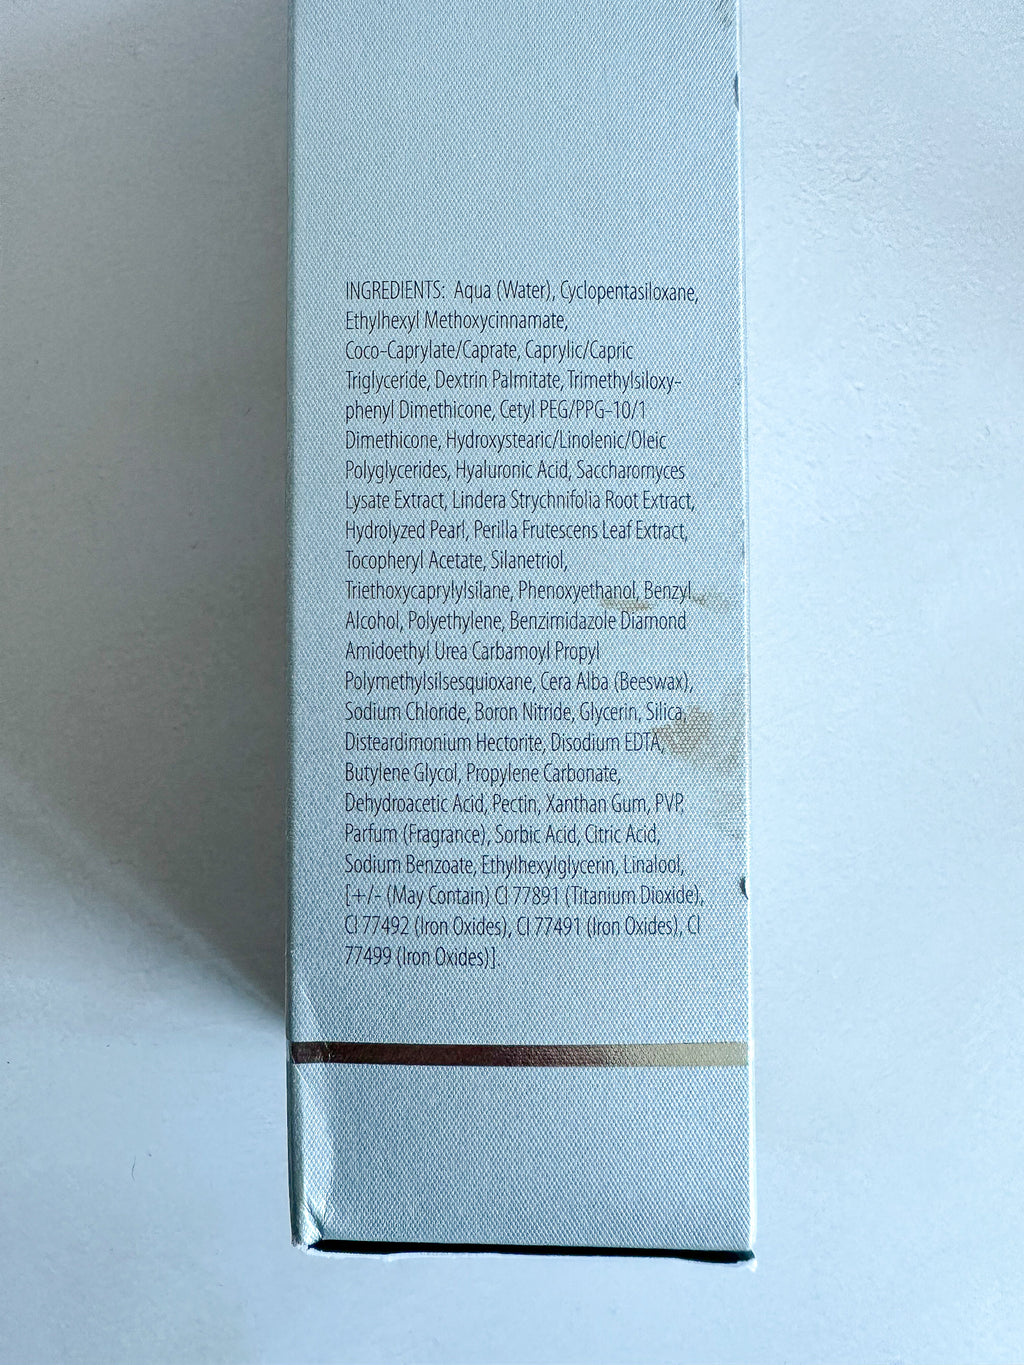 INGREDIENTS: Aqua (Water), Cyclopentasiloxane,
Ethylhexyl Methoxycinnamate,
Coco-Caprylate/Caprate, Caprylic/Capric
Triglyceride, Dextrin Palmitate, Trimethylsiloxy-
phenyl Dimethicone, Cetyl PEG/PPG-10/1
Dimethicone, Hydroxystearic/Linolenic/Oleic
Polyglycerides, Hyaluronic Acid, Saccharomyces
Lysate Extract, Lindera Strychnifolia Root Extract,
Hydrolyzed Pearl, Perilla Frutescens Leaf Extract,
Tocopheryl Acetate, Silanetriol,
Triethoxycaprylylsilane, Phenoxyethanol, Benzyl
Alcohol, Polyethylene, Benzimidazole Diamond
Amidoethyl Urea Carbamoyl Propyl
Polymethylsilsesquioxane, Cera Alba (Beeswax),
Sodium Chloride, Boron Nitride, Glycerin, Silica,
Disteardimonium Hectorite, Disodium EDTA,
Butylene Glycol, Propylene Carbonate,
Dehydroacetic Acid, Pectin, Xanthan Gum, PVP,
Parfum (Fragrance), Sorbic Acid, Citric Acid,
Sodium Benzoate, Ethylhexylglycerin, Linalool,
[+/- (May Contain) CI 77891 (Titanium Dioxide),
CI 77492 (Iron Oxides), CI 77491 (Iron Oxides), CI
77499 (Iron Oxides)].